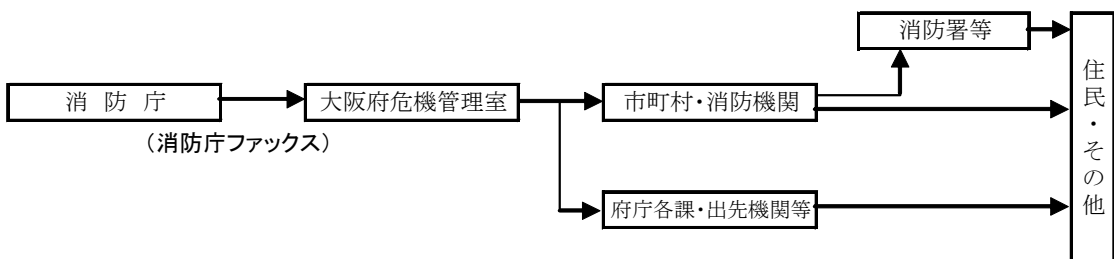 消防署等
消 防 庁
大阪府危機管理室
市町村・消防機関
(消防庁ファックス)
府庁各課・出先機関等
住民・その他